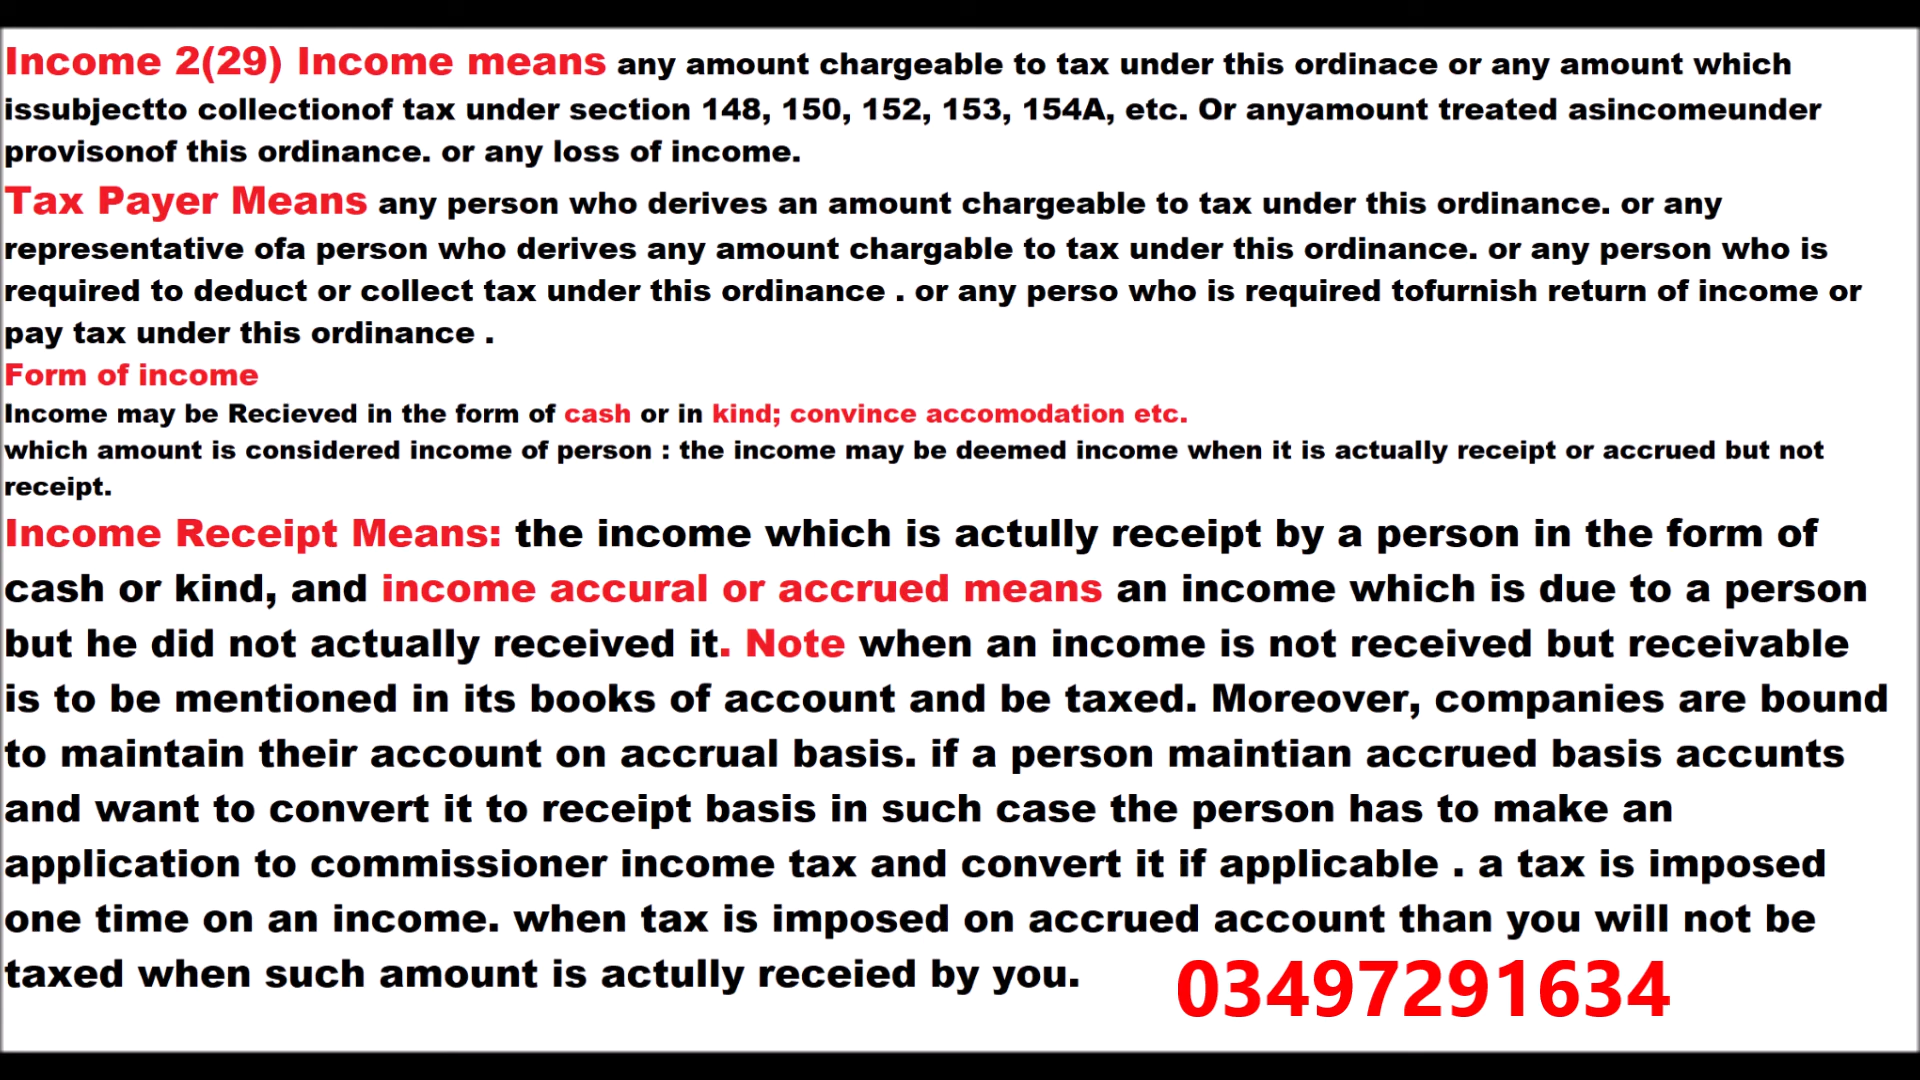 Income 2(29) Income means any amount chargeable to tax under this ordinace or any amount which
issubjectto collectionof tax under section 148, 150, 152, 153, 154A, etc. Or anyamount treated asincomeunder
provisonof this ordinance. or any loss of income.
Tax Payer Means any person who derives an amount chargeable to tax under this ordinance. or any
representative ofa person who derives any amount chargable to tax under this ordinance. or any person who is
required to deduct or collect tax under this ordinance . or any perso who is required tofurnish return of income or
pay tax under this ordinance .
Form of income
Income may be Recieved in the form of cash or in kind; convince accomodation etc.
which amount is considered income of person : the income may be deemed income when it is actually receipt or accrued but not
receipt.
Income Receipt Means: the income which is actully receipt by a person in the form of
cash or kind, and income accural or accrued means an income which is due to a person
but he did not actually received it. Note when an income is not received but receivable
is to be mentioned in its books of account and be taxed. Moreover, companies are bound
to maintain their account on accrual basis. if a person maintian accrued basis accunts
and want to convert it to receipt basis in such case the person has to make an
application to commissioner income tax and convert it if applicable . a tax is imposed
one time on an income. when tax is imposed on accrued account than you will not be
taxed when such amount is actully receied by you.
03497291634